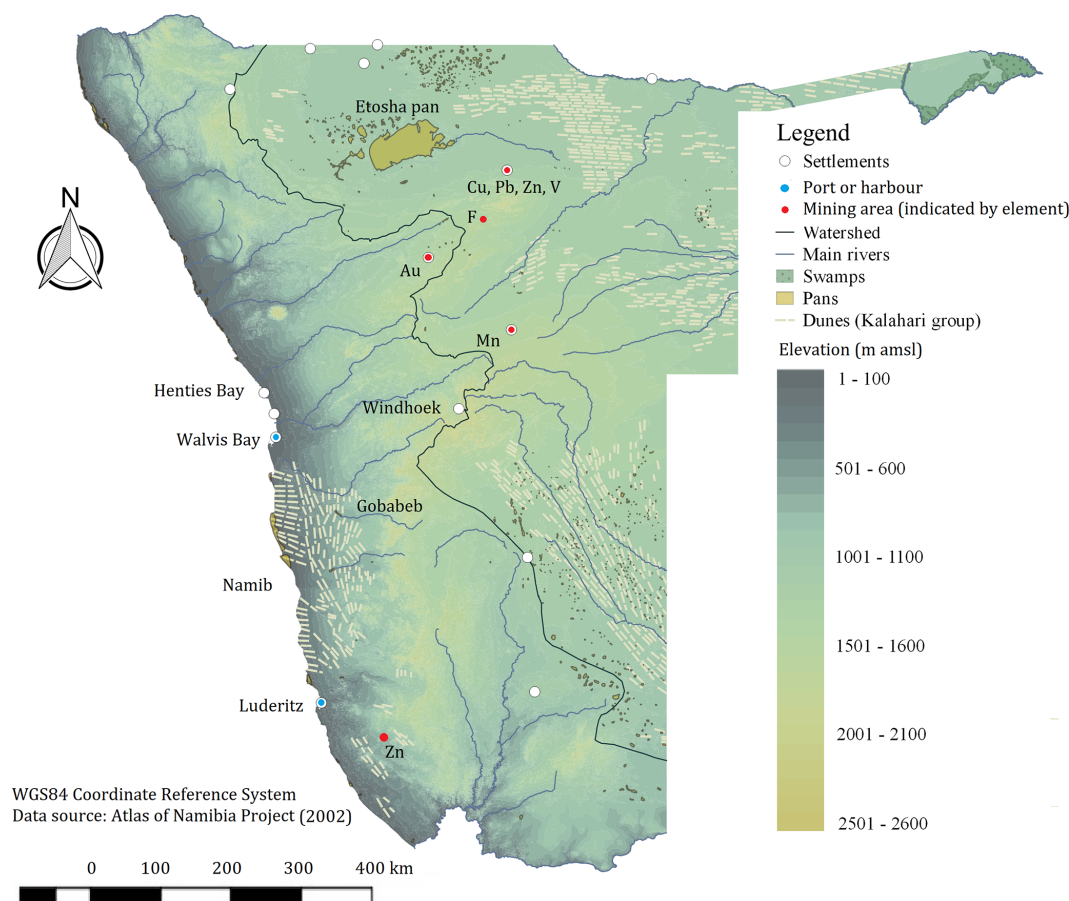 Etosha pan
Cu, Pb, Zn, V
F
Au
Mn
Henties Bay
Windhoek
Walvis Bay
Gobabeb
Namib
Luderitz
Zn
N
Legend
Settlements
Port or harbour
Mining area (indicated by element)
Watershed
Main rivers
Swamps
Pans
Dunes (Kalahari group)
Elevation (m amsl)
1 - 100
501 - 600
1001 - 1100
1501 - 1600
2001 - 2100
2501 - 2600
WGS84 Coordinate Reference System
Data source: Atlas of Namibia Project (2002)
0 100 200 300 400 km